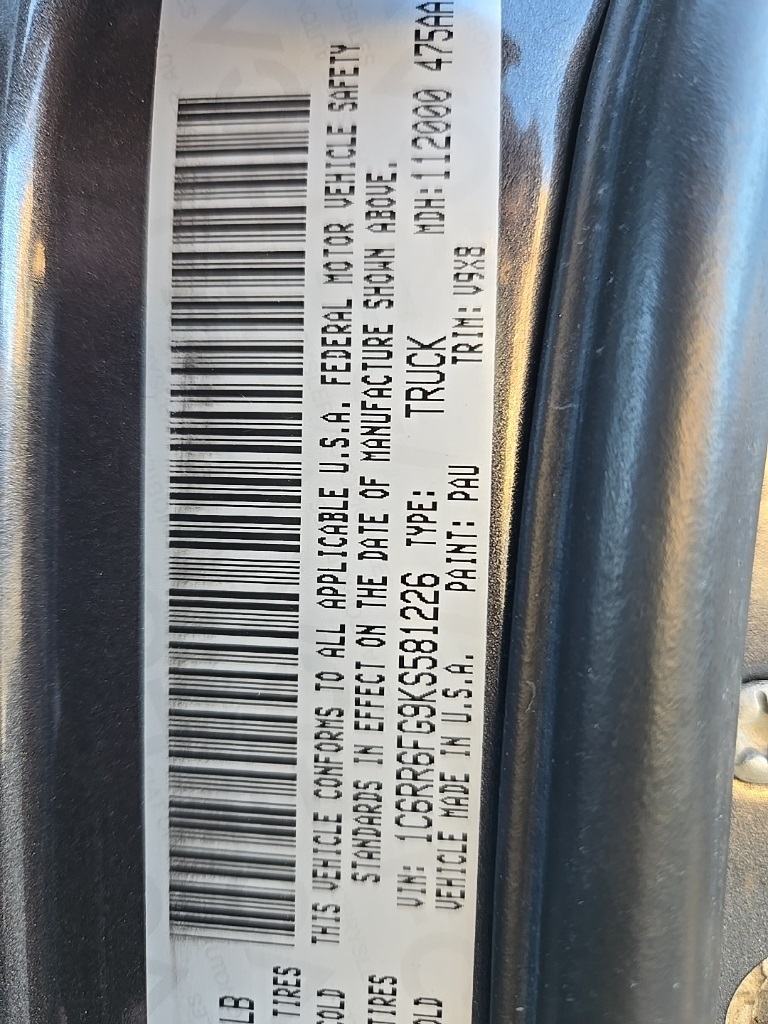 LB
TIRES
COLD
TIRES
OLD
THIS VEHICLE CONFORMS TO ALL APPLICABLE U.S.A. FEDERAL MOTOR VEHICLE SAFETY
STANDARDS IN EFFECT ON THE DATE OF MANUFACTURE SHOWN ABOVE.
VIN: 1C6RR6FG9KS581226 TYPE: TRUCK MDH:112000 475AA
VEHICLE MADE IN U.S.A. PAINT: PAU TRIM: V9X8